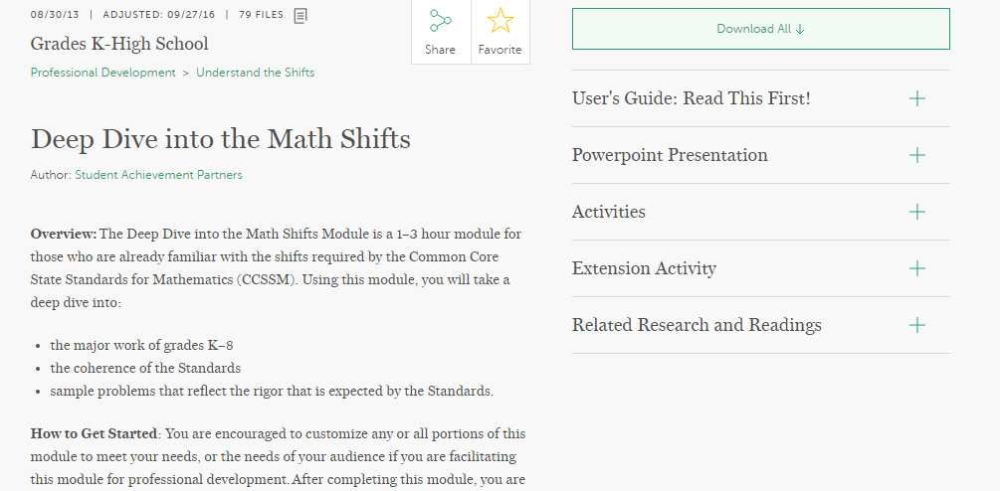 08/30/13 | ADJUSTED: 09/27/16 | 79 FILES
Grades K-High School
Professional Development > Understand the Shifts
Share
Favorite
Deep Dive into the Math Shifts
Author: Student Achievement Partners
Overview: The Deep Dive into the Math Shifts Module is a 1–3 hour module for
those who are already familiar with the shifts required by the Common Core
State Standards for Mathematics (CCSSM). Using this module, you will take a
deep dive into:
• the major work of grades K–8
• the coherence of the Standards
• sample problems that reflect the rigor that is expected by the Standards.
How to Get Started: You are encouraged to customize any or all portions of this
module to meet your needs, or the needs of your audience if you are facilitating
this module for professional development. After completing this module, you are
Download All ↓
User's Guide: Read This First!
Powerpoint Presentation
Activities
Extension Activity
Related Research and Readings